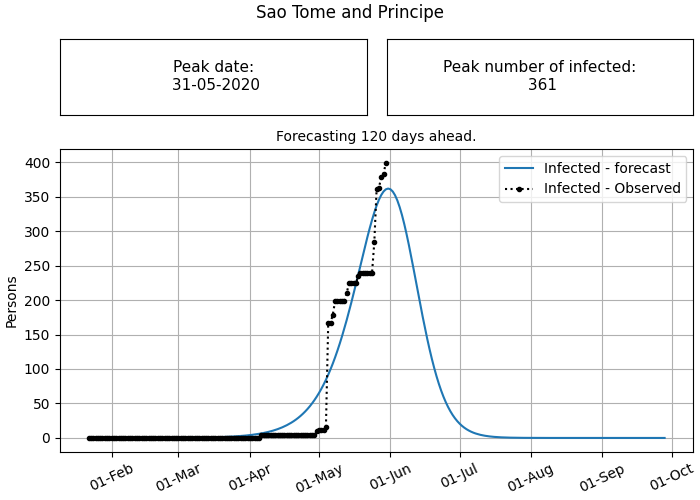 Sao Tome and Principe
Peak date:
31-05-2020
Peak number of infected:
361
Forecasting 120 days ahead.
Infected - forecast
Infected - Observed
Persons
400
350
300
250
200
150
100
50
0
01-Feb
01-Mar
01-Apr
01-May
01-Jun
01-Jul
01-Aug
01-Sep
01-Oct